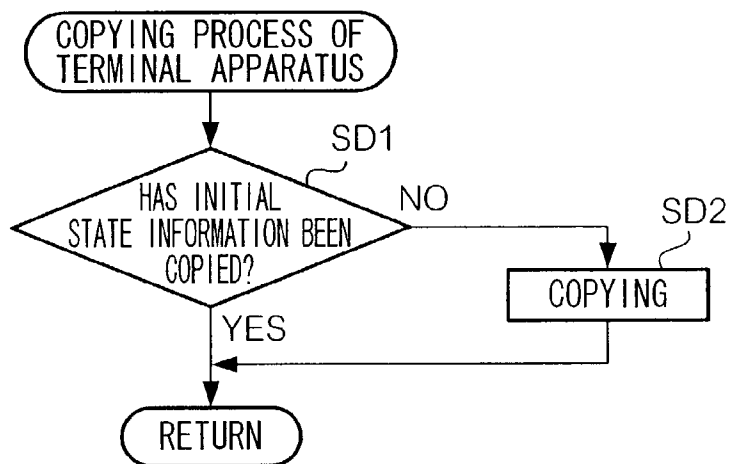 COPYING PROCESS OF
TERMINAL APPARATUS
SD1
HAS INITIAL
STATE INFORMATION BEEN
COPIED?
NO
SD2
COPYING
YES
RETURN